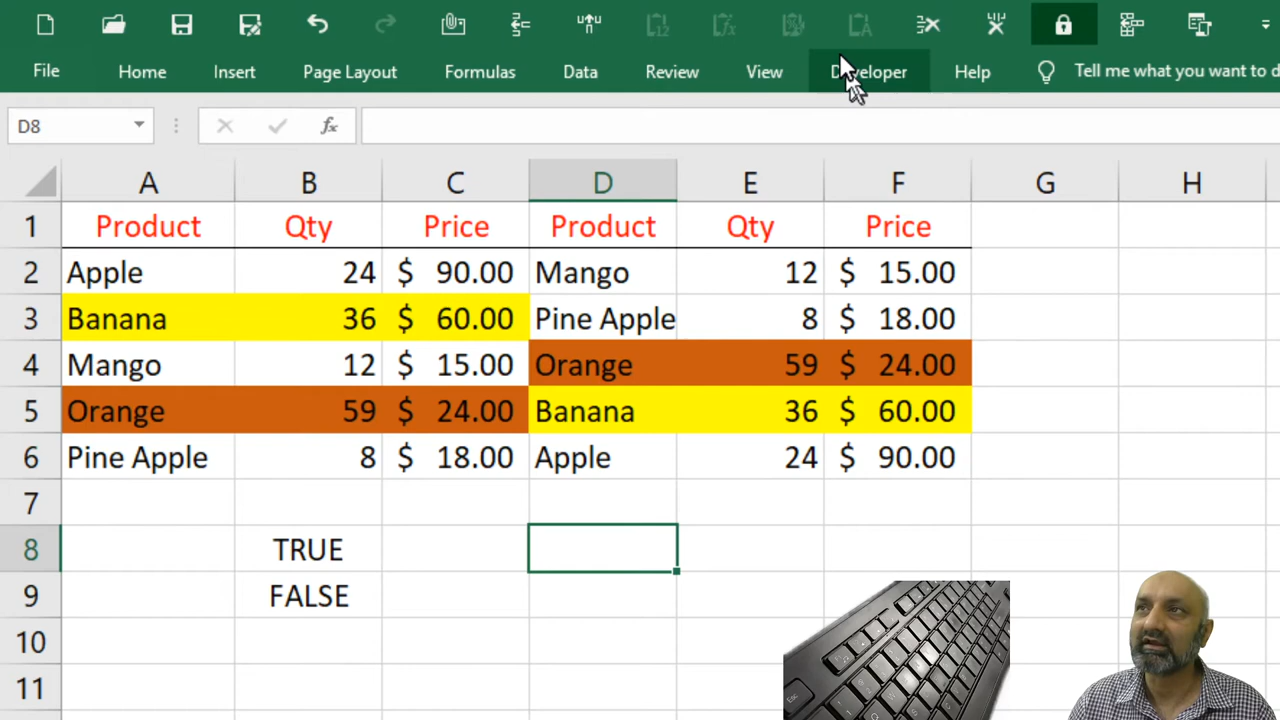 File Home Insert Page Layout Formulas Data Review View Developer Help Tell me what you want to d
D8 fx
A B C D E F G H
1 Product Qty Price Product Qty Price
2 Apple 24 $ 90.00 Mango 12 $ 15.00
3 Banana 36 $ 60.00 Pine Apple 8 $ 18.00
4 Mango 12 $ 15.00 Orange 59 $ 24.00
5 Orange 59 $ 24.00 Banana 36 $ 60.00
6 Pine Apple 8 $ 18.00 Apple 24 $ 90.00
7
8 TRUE
9 FALSE
10
11
Esc